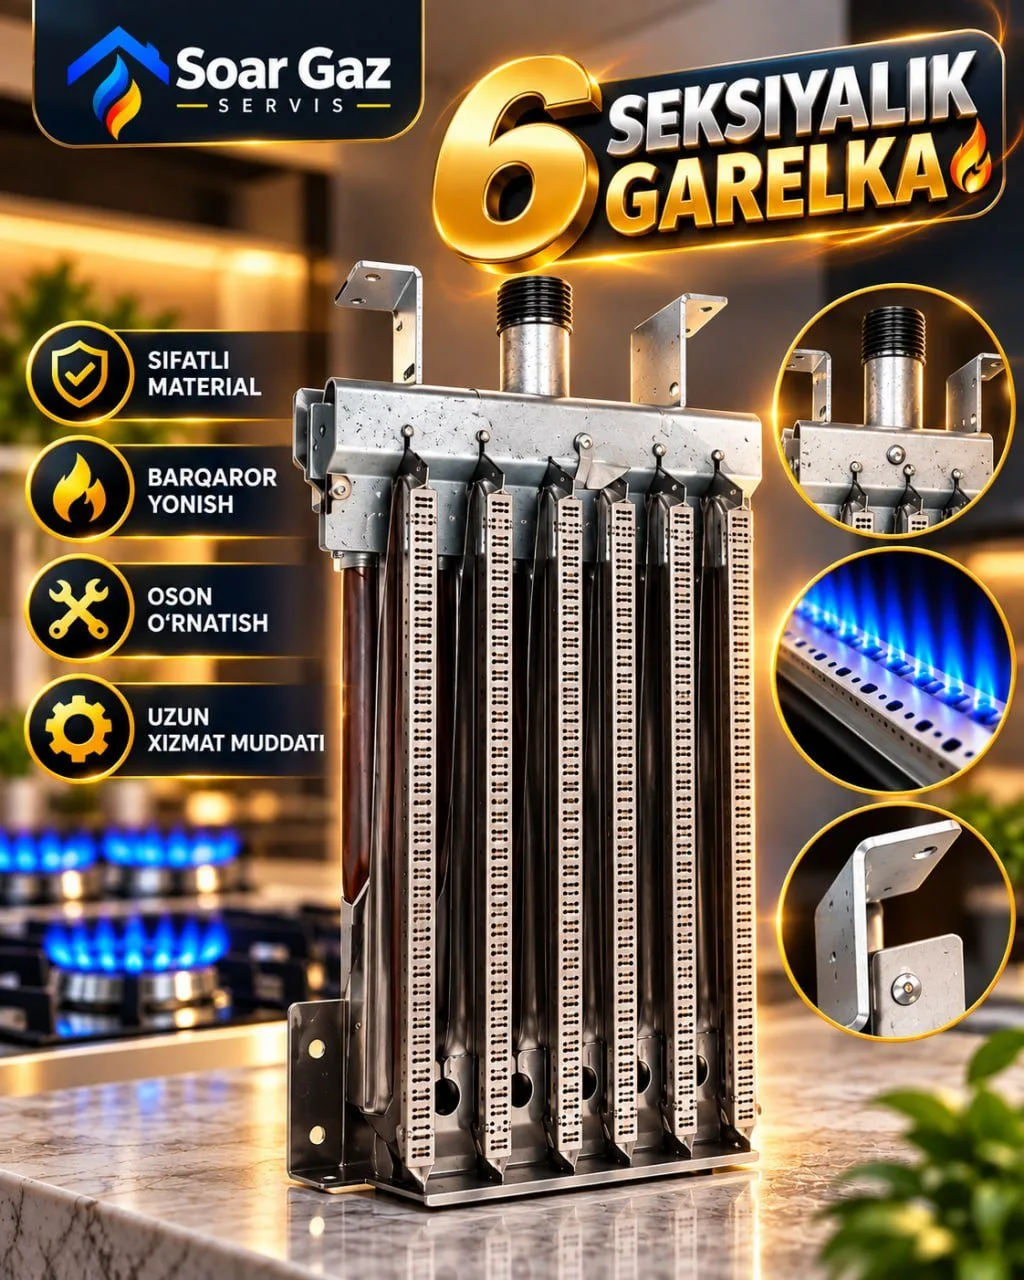 Soar Gaz
SERVIS
6
SEKSIYALIK
GARELKA
SIFATLI
MATERIAL
BARQAROR
YONISH
OSON
O'RNATISH
UZUN
XIZMAT MUDDATI